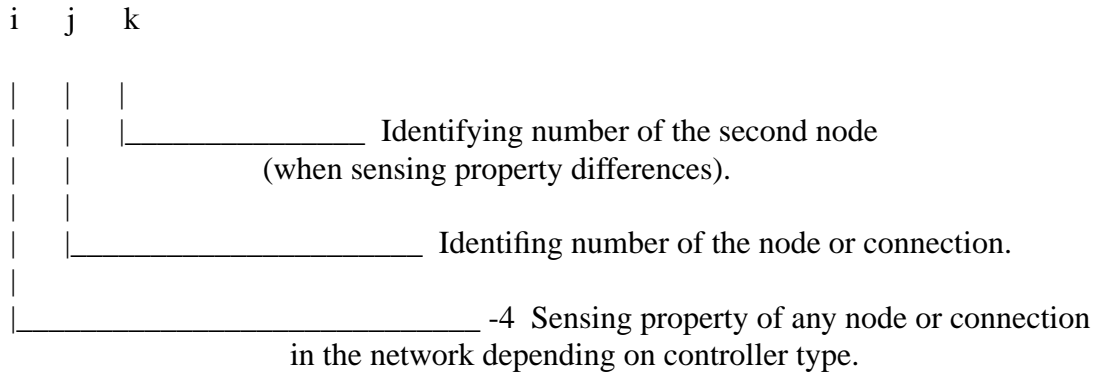 i j k
Identifying number of the second node
(when sensing property differences).
Identifing number of the node or connection.
-4 Sensing property of any node or connection
in the network depending on controller type.